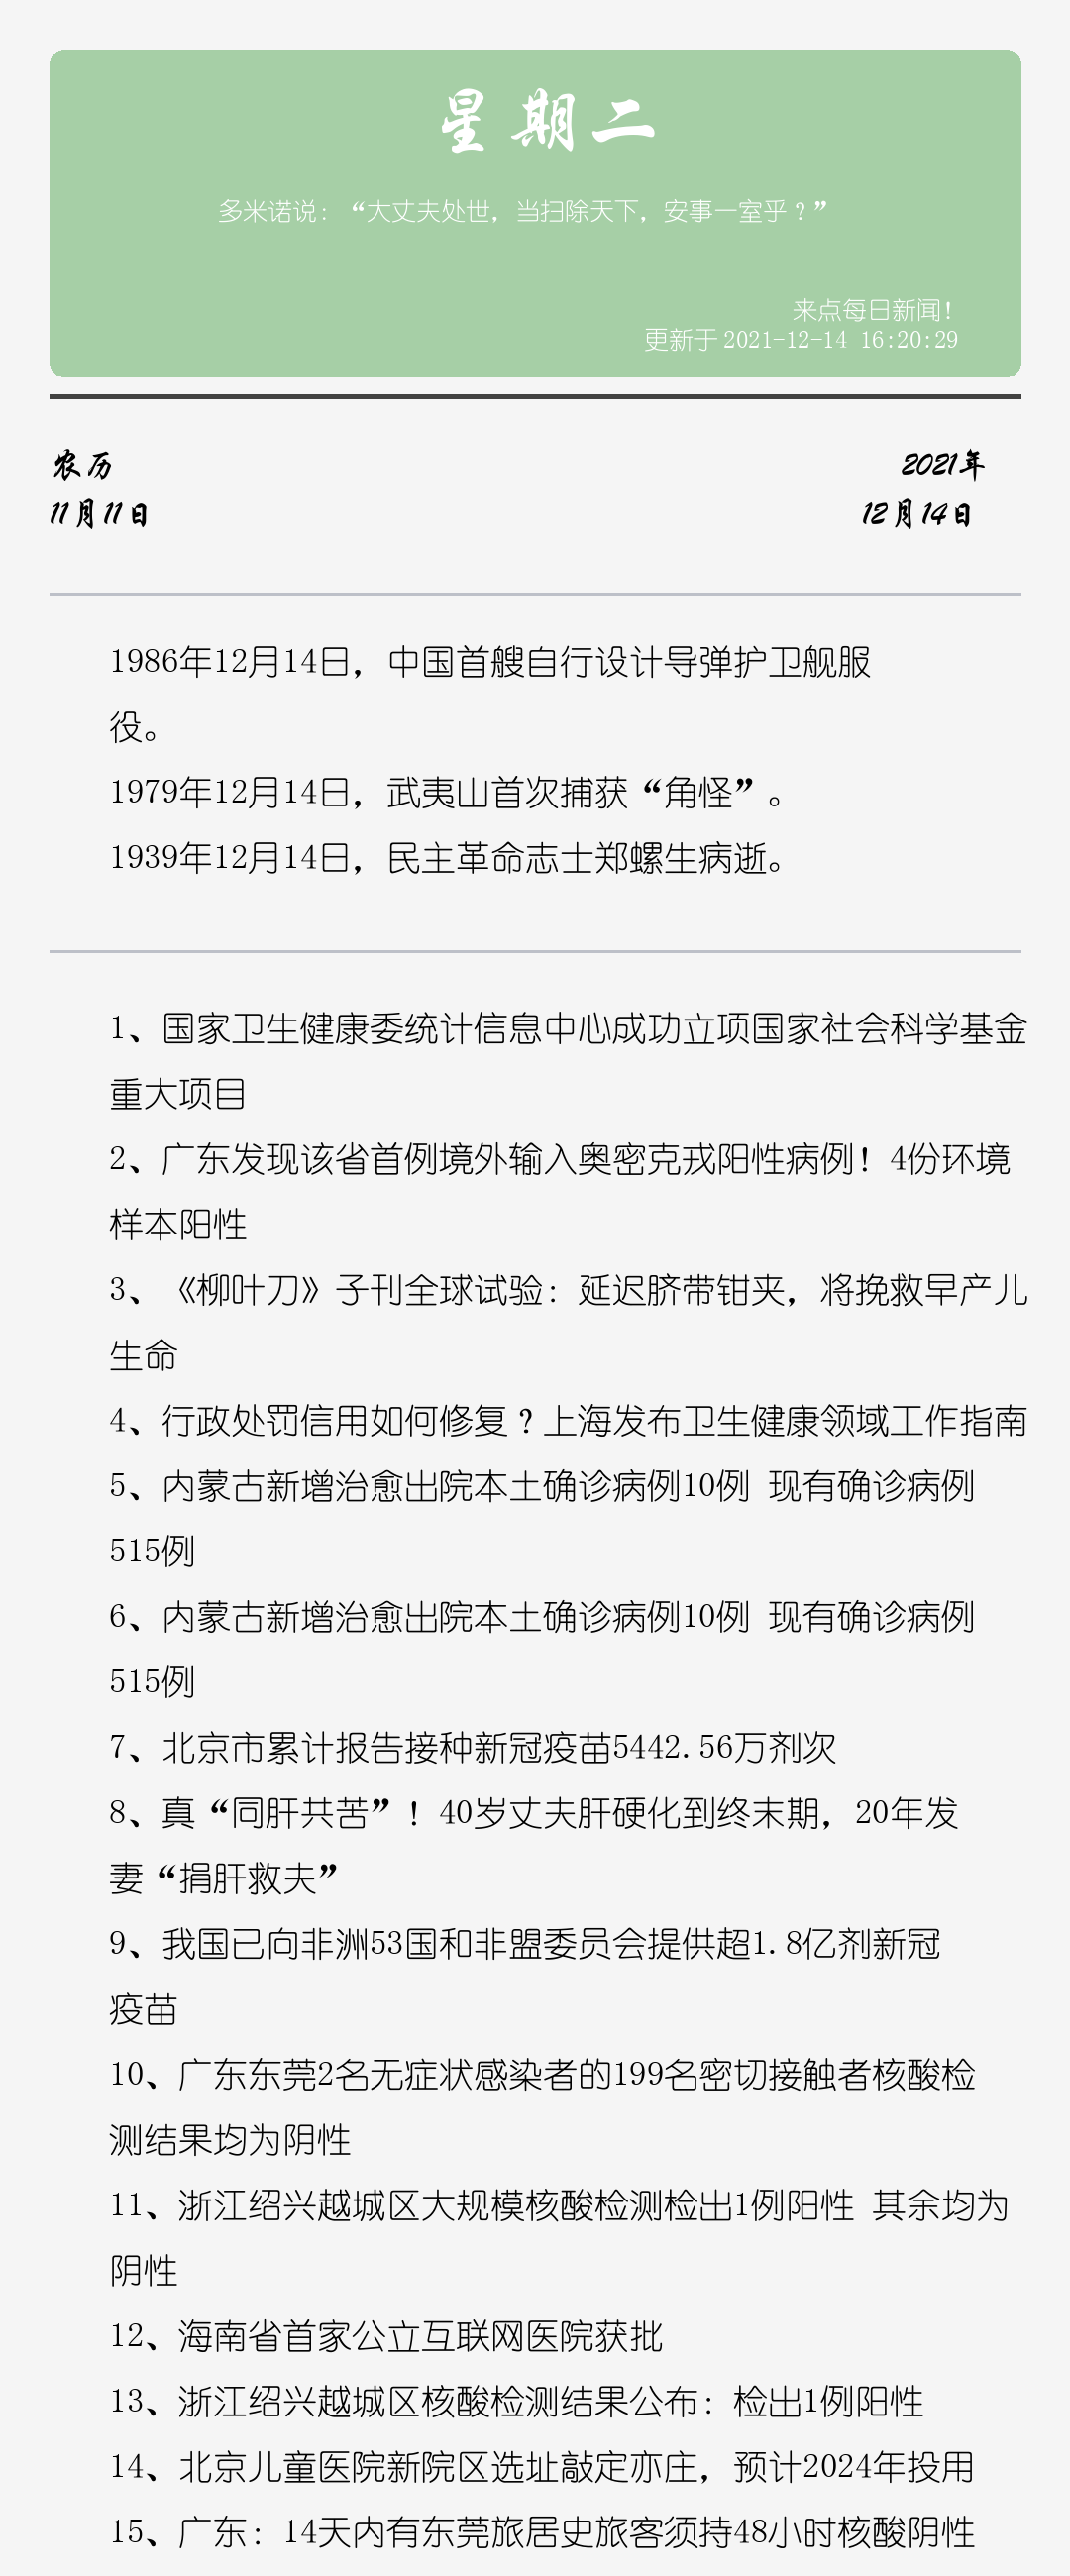 星期二
多米诺说：“大丈夫处世，当扫除天下，安事一室乎？”
来点每日新闻！
更新于 2021-12-14 16:20:29
农历
2021年
11月11日
12月14日
1986年12月14日，中国首艘自行设计导弹护卫舰服
役。
1979年12月14日，武夷山首次捕获“角怪”。
1939年12月14日，民主革命志士郑螺生病逝。
1、国家卫生健康委统计信息中心成功立项国家社会科学基金
重大项目
2、广东发现该省首例境外输入奥密克戎阳性病例！4份环境
样本阳性
3、《柳叶刀》子刊全球试验：延迟脐带钳夹，将挽救早产儿
生命
4、行政处罚信用如何修复？上海发布卫生健康领域工作指南
5、内蒙古新增治愈出院本土确诊病例10例 现有确诊病例
515例
6、内蒙古新增治愈出院本土确诊病例10例 现有确诊病例
515例
7、北京市累计报告接种新冠疫苗5442.56万剂次
8、真“同肝共苦”！40岁丈夫肝硬化到终末期，20年发
妻“捐肝救夫”
9、我国已向非洲53国和非盟委员会提供超1.8亿剂新冠
疫苗
10、广东东莞2名无症状感染者的199名密切接触者核酸检
测结果均为阴性
11、浙江绍兴越城区大规模核酸检测检出1例阳性 其余均为
阴性
12、海南省首家公立互联网医院获批
13、浙江绍兴越城区核酸检测结果公布：检出1例阳性
14、北京儿童医院新院区选址敲定亦庄，预计2024年投用
15、广东：14天内有东莞旅居史旅客须持48小时核酸阴性